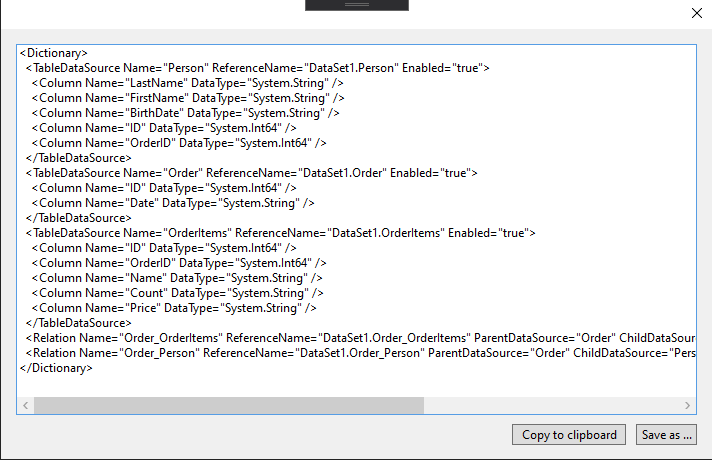 <Dictionary>
<TableDataSource Name="Person" ReferenceName="DataSet1.Person" Enabled="true">
<Column Name="LastName" DataType="System.String" />
<Column Name="FirstName" DataType="System.String" />
<Column Name="BirthDate" DataType="System.String" />
<Column Name="ID" DataType="System.Int64" />
<Column Name="OrderID" DataType="System.Int64" />
</TableDataSource>
<TableDataSource Name="Order" ReferenceName="DataSet1.Order" Enabled="true">
<Column Name="ID" DataType="System.Int64" />
<Column Name="Date" DataType="System.String" />
</TableDataSource>
<TableDataSource Name="OrderItems" ReferenceName="DataSet1.OrderItems" Enabled="true">
<Column Name="ID" DataType="System.Int64" />
<Column Name="OrderID" DataType="System.Int64" />
<Column Name="Name" DataType="System.String" />
<Column Name="Count" DataType="System.String" />
<Column Name="Price" DataType="System.String" />
</TableDataSource>
<Relation Name="Order_OrderItems" ReferenceName="DataSet1.Order_OrderItems" ParentDataSource="Order" ChildDataSour
<Relation Name="Order_Person" ReferenceName="DataSet1.Order_Person" ParentDataSource="Order" ChildDataSource="Pers
</Dictionary>
Copy to clipboard
Save as ...